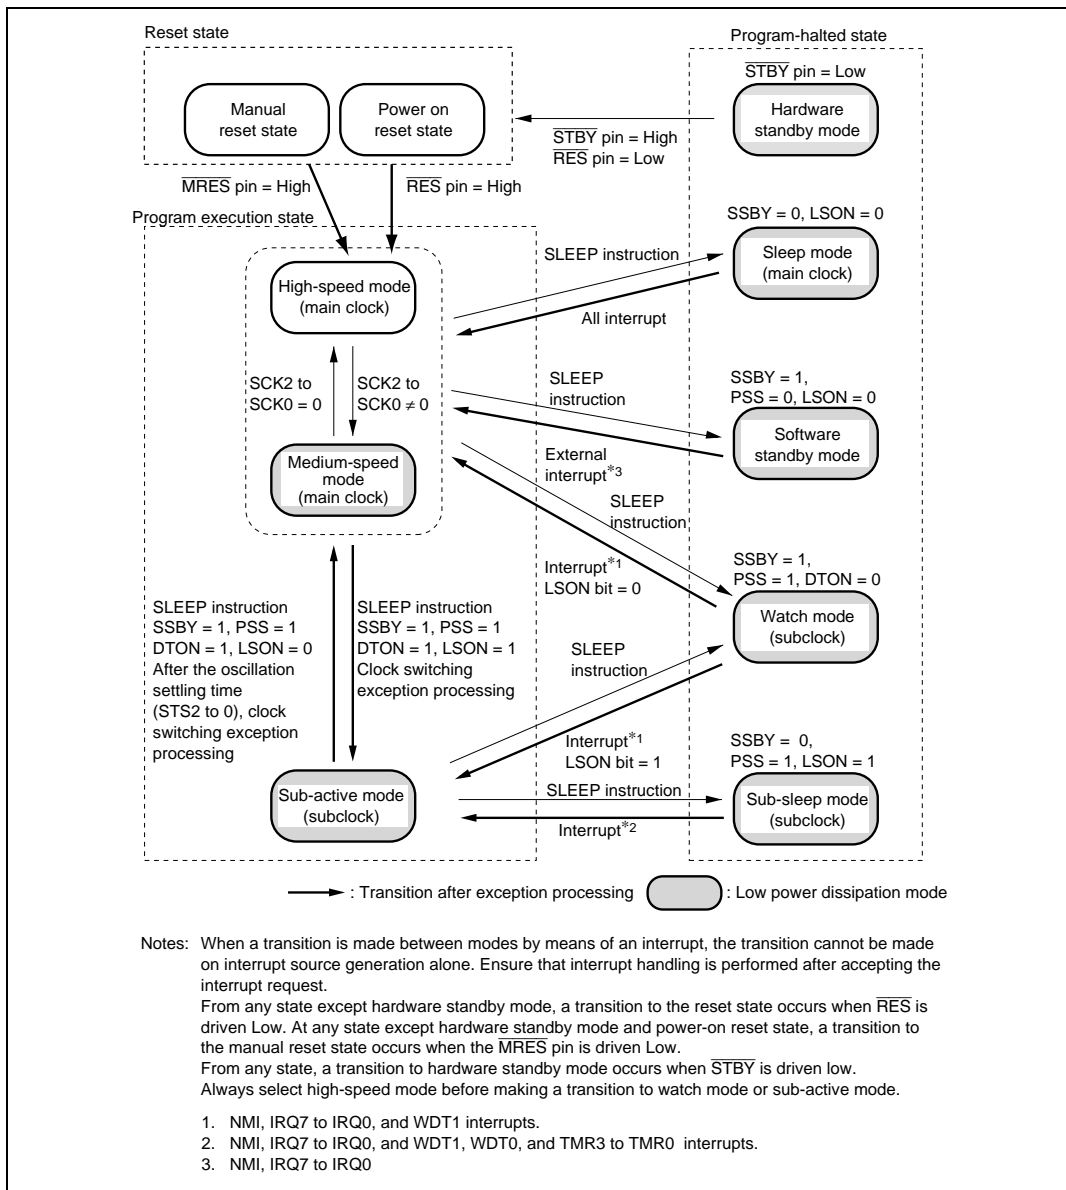 Reset state
Program-halted state
STBY pin = Low
Manual
reset state
Power on
reset state
Hardware
standby mode
STBY pin = High
RES pin = Low
MRES pin = High
RES pin = High
Program execution state
SSBY = 0, LSON = 0
SLEEP instruction
Sleep mode
(main clock)
High-speed mode
(main clock)
All interrupt
SCK2 to
SCK0 = 0
SCK2 to
SCK0 ≠ 0
SLEEP
instruction
SSBY = 1,
PSS = 0, LSON = 0
Software
standby mode
Medium-speed
mode
(main clock)
External
interrupt*3
SLEEP
instruction
Interrupt*1
LSON bit = 0
SSBY = 1,
PSS = 1, DTON = 0
Watch mode
(subclock)
SLEEP instruction
SSBY = 1, PSS = 1
DTON = 1, LSON = 0
After the oscillation
settling time
(STS2 to 0), clock
switching exception
processing
SLEEP instruction
SSBY = 1, PSS = 1
DTON = 1, LSON = 1
Clock switching
exception processing
SLEEP
instruction
Interrupt*1
LSON bit = 1
SSBY = 0,
PSS = 1, LSON = 1
Sub-active mode
(subclock)
SLEEP instruction
Sub-sleep mode
(subclock)
Interrupt*2
: Transition after exception processing
: Low power dissipation mode
Notes: When a transition is made between modes by means of an interrupt, the transition cannot be made
on interrupt source generation alone. Ensure that interrupt handling is performed after accepting the
interrupt request.
From any state except hardware standby mode, a transition to the reset state occurs when RES is
driven Low. At any state except hardware standby mode and power-on reset state, a transition to
the manual reset state occurs when the MRES pin is driven Low.
From any state, a transition to hardware standby mode occurs when STBY is driven low.
Always select high-speed mode before making a transition to watch mode or sub-active mode.
1. NMI, IRQ7 to IRQ0, and WDT1 interrupts.
2. NMI, IRQ7 to IRQ0, and WDT1, WDT0, and TMR3 to TMR0 interrupts.
3. NMI, IRQ7 to IRQ0